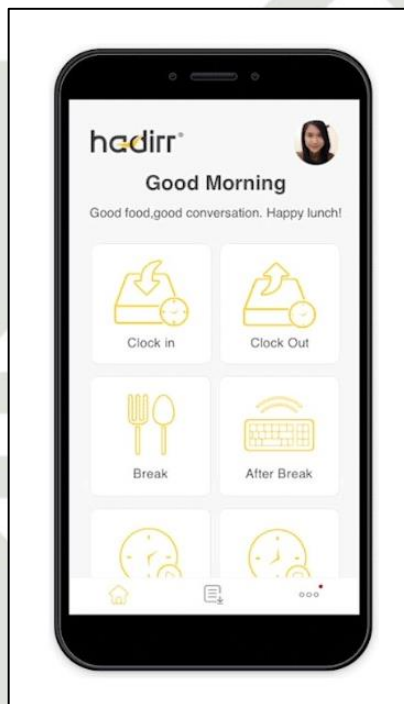 hadirr®
Good Morning
Good food,good conversation. Happy lunch!
Clock in
Clock Out
Break
After Break